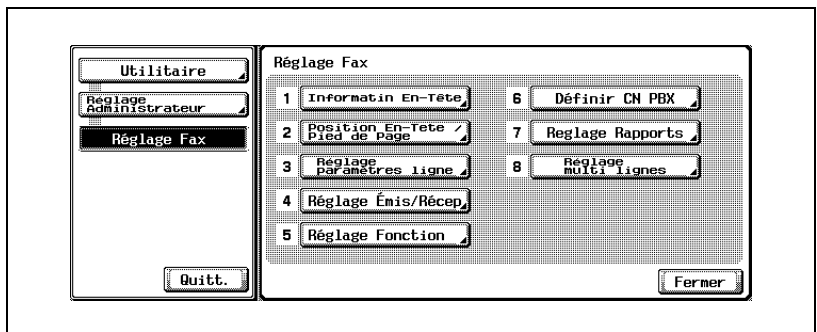 Utilitaire
Réglage
Administrateur
Réglage Fax
Quitt.
Réglage Fax
1 Informatin En-Tête
2 Position En-Tete /
Pied de Page
3 Réglage
paramètres ligne
4 Réglage Émis/Récep
5 Réglage Fonction
6 Définir CN PBX
7 Reglage Rapports
8 Réglage
multi lignes
Fermer